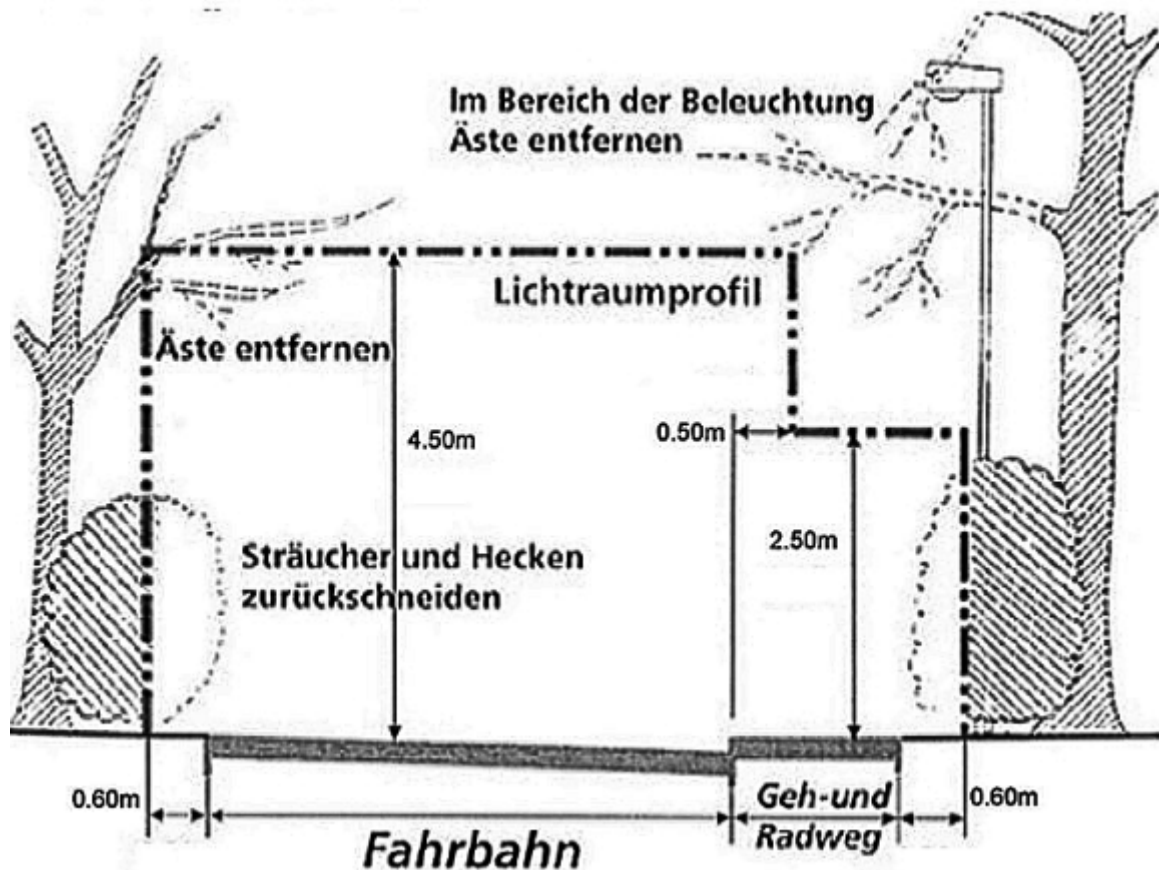 Im Bereich der Beleuchtung
Äste entfernen
Lichtraumprofil
Äste entfernen
4.50m
0.50m
2.50m
Sträucher und Hecken
zurückschneiden
0.60m
Fahrbahn
Geh-und
Radweg
0.60m